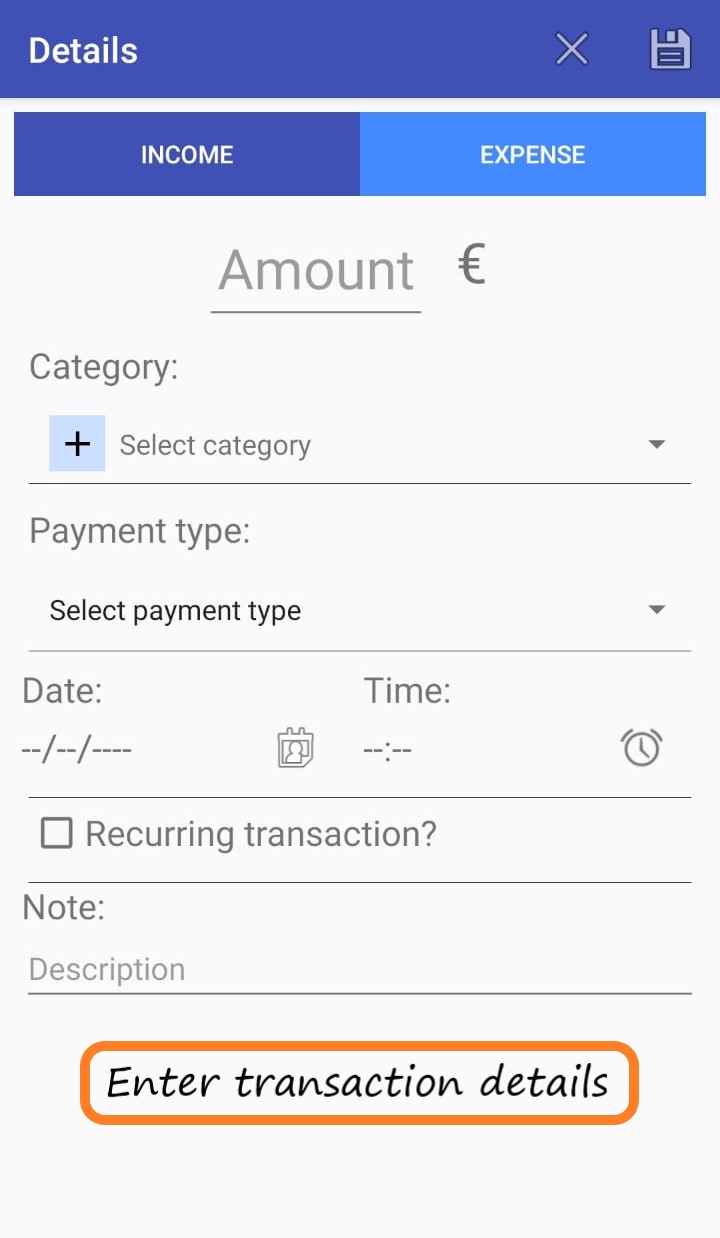 Details
INCOME EXPENSE
Amount €
Category:
+ Select category
Payment type:
Select payment type
Date: Time:
--/--/---- --:--
Recurring transaction?
Note:
Description
Enter transaction details